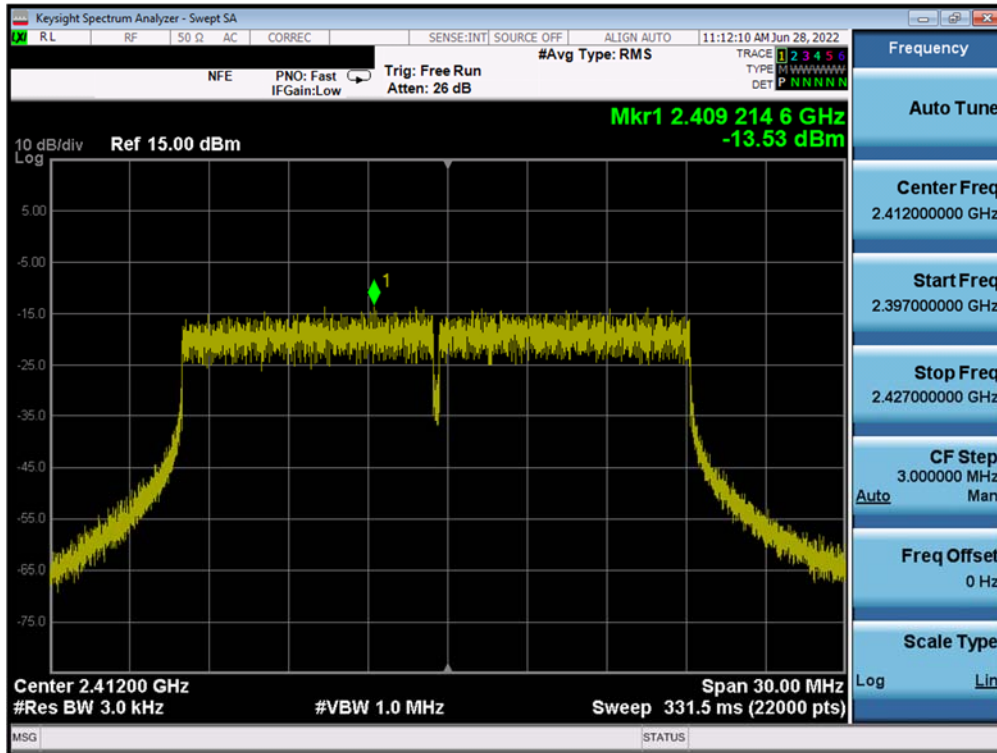 Keysight Spectrum Analyzer - Swept SA
LXI RL RF 50 Ω AC CORREC SENSE:INT SOURCE OFF ALIGN AUTO 11:12:10 AM Jun 28, 2022
NFE PNO: Fast Trig: Free Run #Avg Type: RMS TRACE 1 2 3 4 5 6
IFGain:Low Atten: 26 dB TYPE M WWWWW
DET P N N N N N
Mkr1 2.409 214 6 GHz
-13.53 dBm
10 dB/div Ref 15.00 dBm
Log
5.00
-5.00
1
-15.0
-25.0
-35.0
-45.0
-55.0
-65.0
-75.0
Center 2.41200 GHz Span 30.00 MHz
#Res BW 3.0 kHz #VBW 1.0 MHz Sweep 331.5 ms (22000 pts)
MSG STATUS
Frequency
Auto Tune
Center Freq
2.412000000 GHz
Start Freq
2.397000000 GHz
Stop Freq
2.427000000 GHz
CF Step
3.000000 MHz
Auto Man
Freq Offset
0 Hz
Scale Type
Log Lin